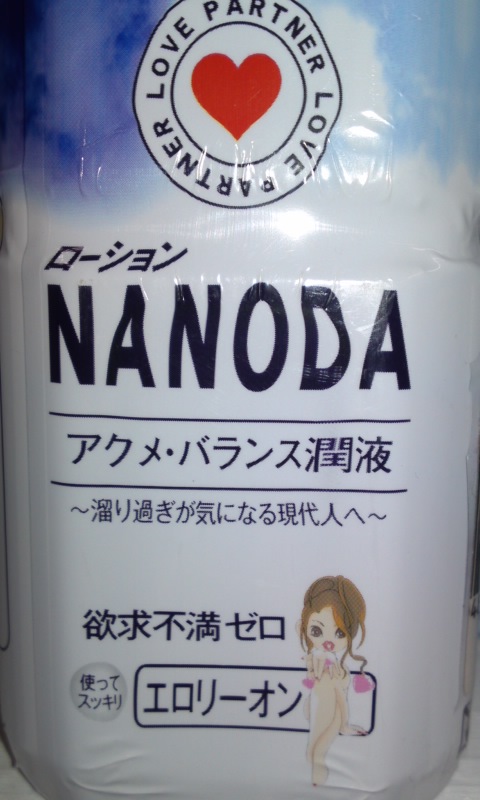 LOVE PARTNER LOVE PARTNER
ローション
NANODA
アクメ・バランス潤液
～溜り過ぎが気になる現代人へ～
欲求不満ゼロ
使って
スッキリ
エロリーオン